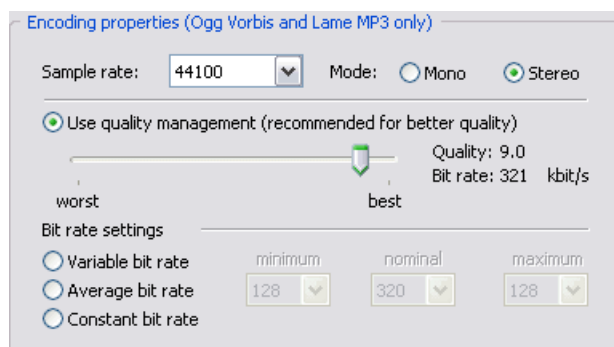 Encoding properties (Ogg Vorbis and Lame MP3 only)
Sample rate: 44100 Mode: Mono Stereo
Use quality management (recommended for better quality)
Quality: 9.0
Bit rate: 321 kbit/s
worst best
Bit rate settings
Variable bit rate minimum nominal maximum
Average bit rate 128 320 128
Constant bit rate